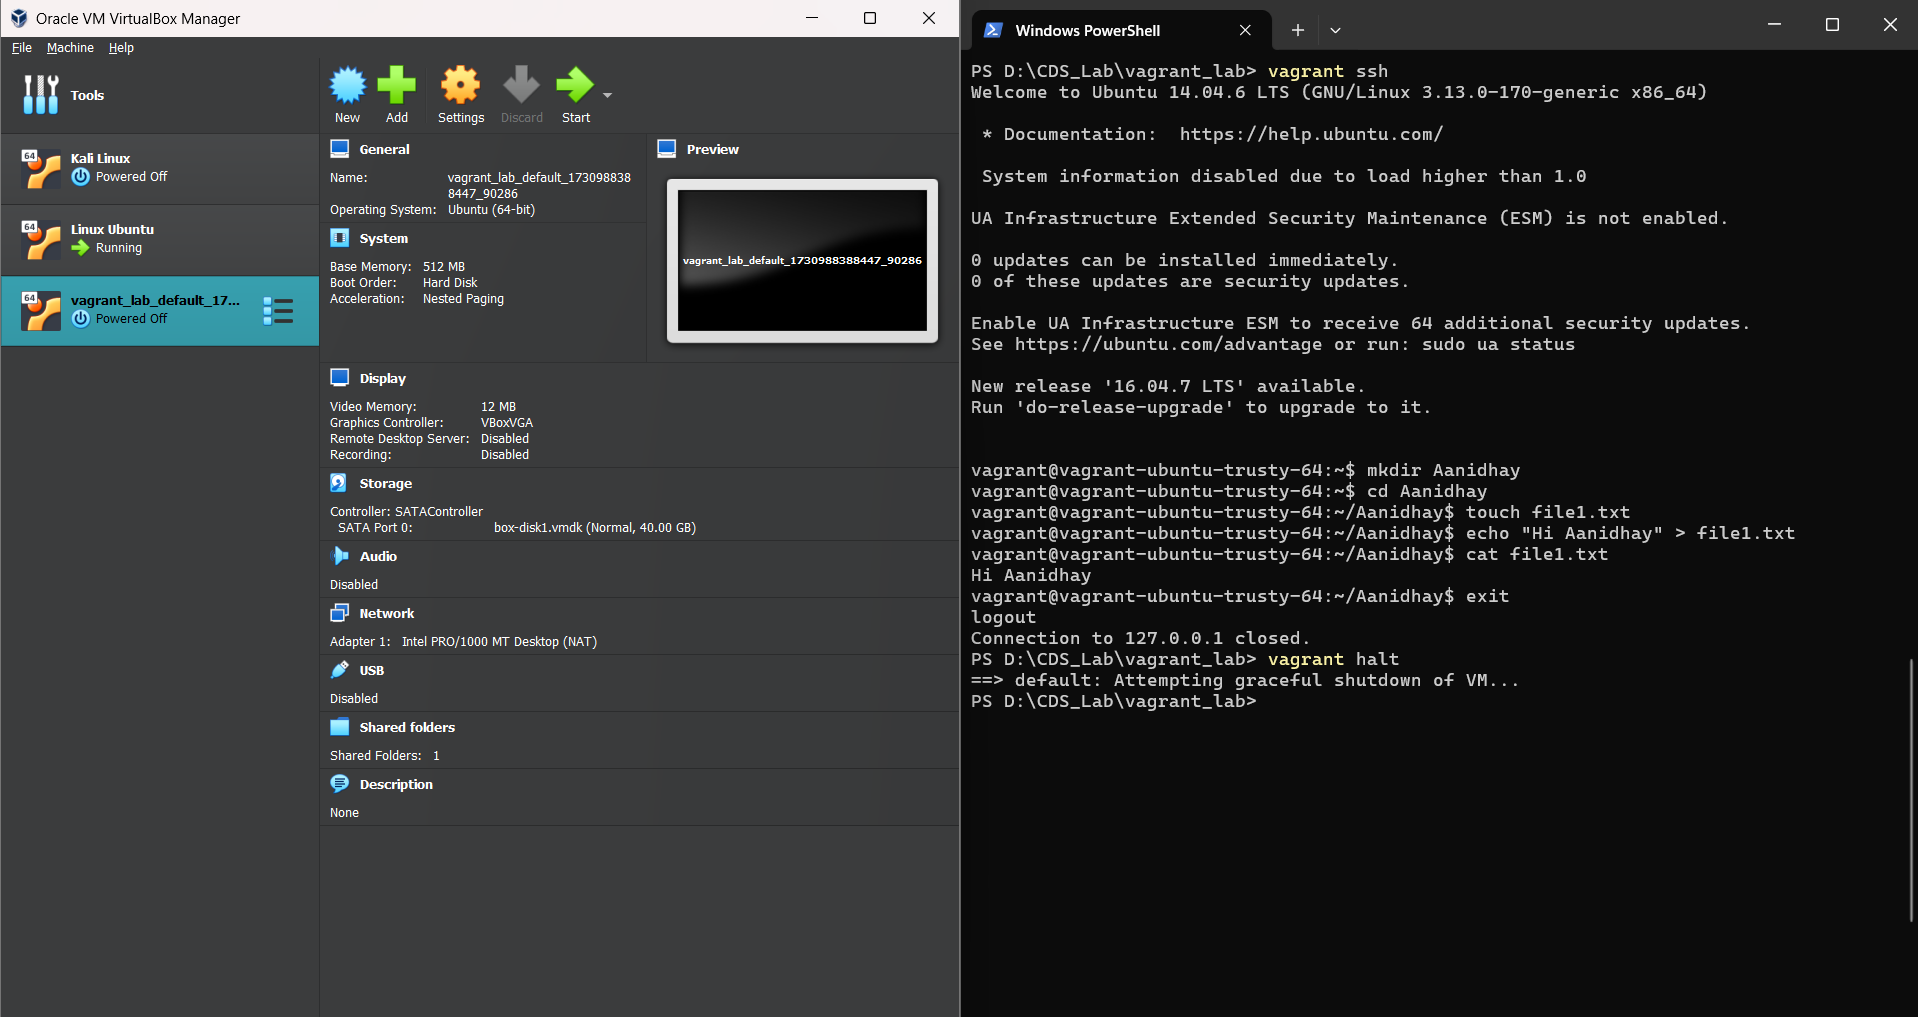 Oracle VM VirtualBox Manager
File Machine Help
Tools
New Add Settings Discard Start
64
Kali Linux
Powered Off
64
Linux Ubuntu
Running
64
vagrant_lab_default_17...
Powered Off
General
Name: vagrant_lab_default_173098838
8447_90286
Operating System: Ubuntu (64-bit)
System
Base Memory: 512 MB
Boot Order: Hard Disk
Acceleration: Nested Paging
Preview
vagrant_lab_default_1730988388447_90286
Display
Video Memory: 12 MB
Graphics Controller: VBoxVGA
Remote Desktop Server: Disabled
Recording: Disabled
Storage
Controller: SATAController
SATA Port 0: box-disk1.vmdk (Normal, 40.00 GB)
Audio
Disabled
Network
Adapter 1: Intel PRO/1000 MT Desktop (NAT)
USB
Disabled
Shared folders
Shared Folders: 1
Description
None
Windows PowerShell
PS D:\CDS_Lab\vagrant_lab> vagrant ssh
Welcome to Ubuntu 14.04.6 LTS (GNU/Linux 3.13.0-170-generic x86_64)
* Documentation: https://help.ubuntu.com/
System information disabled due to load higher than 1.0
UA Infrastructure Extended Security Maintenance (ESM) is not enabled.
0 updates can be installed immediately.
0 of these updates are security updates.
Enable UA Infrastructure ESM to receive 64 additional security updates.
See https://ubuntu.com/advantage or run: sudo ua status
New release '16.04.7 LTS' available.
Run 'do-release-upgrade' to upgrade to it.
vagrant@vagrant-ubuntu-trusty-64:~$ mkdir Aanidhay
vagrant@vagrant-ubuntu-trusty-64:~$ cd Aanidhay
vagrant@vagrant-ubuntu-trusty-64:~/Aanidhay$ touch file1.txt
vagrant@vagrant-ubuntu-trusty-64:~/Aanidhay$ echo "Hi Aanidhay" > file1.txt
vagrant@vagrant-ubuntu-trusty-64:~/Aanidhay$ cat file1.txt
Hi Aanidhay
vagrant@vagrant-ubuntu-trusty-64:~/Aanidhay$ exit
logout
Connection to 127.0.0.1 closed.
PS D:\CDS_Lab\vagrant_lab> vagrant halt
==> default: Attempting graceful shutdown of VM...
PS D:\CDS_Lab\vagrant_lab>